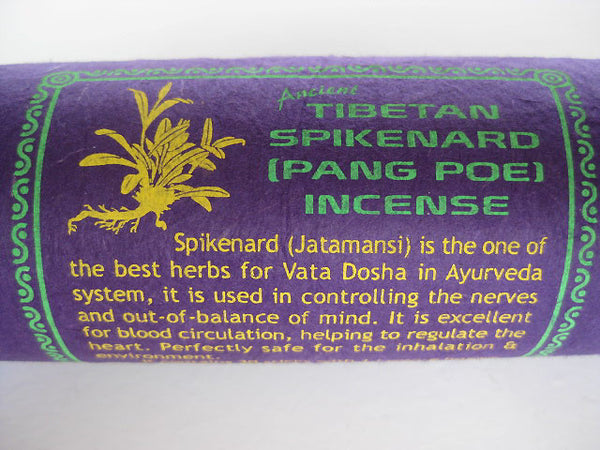 Ancient
TIBETAN
SPIKENARD
(PANG POE)
INCENSE
Spikenard (Jatamansi) is the one of
the best herbs for Vata Dosha in Ayurveda
system, it is used in controlling the nerves
and out-of-balance of mind. It is excellent
for blood circulation, helping to regulate the
heart. Perfectly safe for the inhalation &
environment.